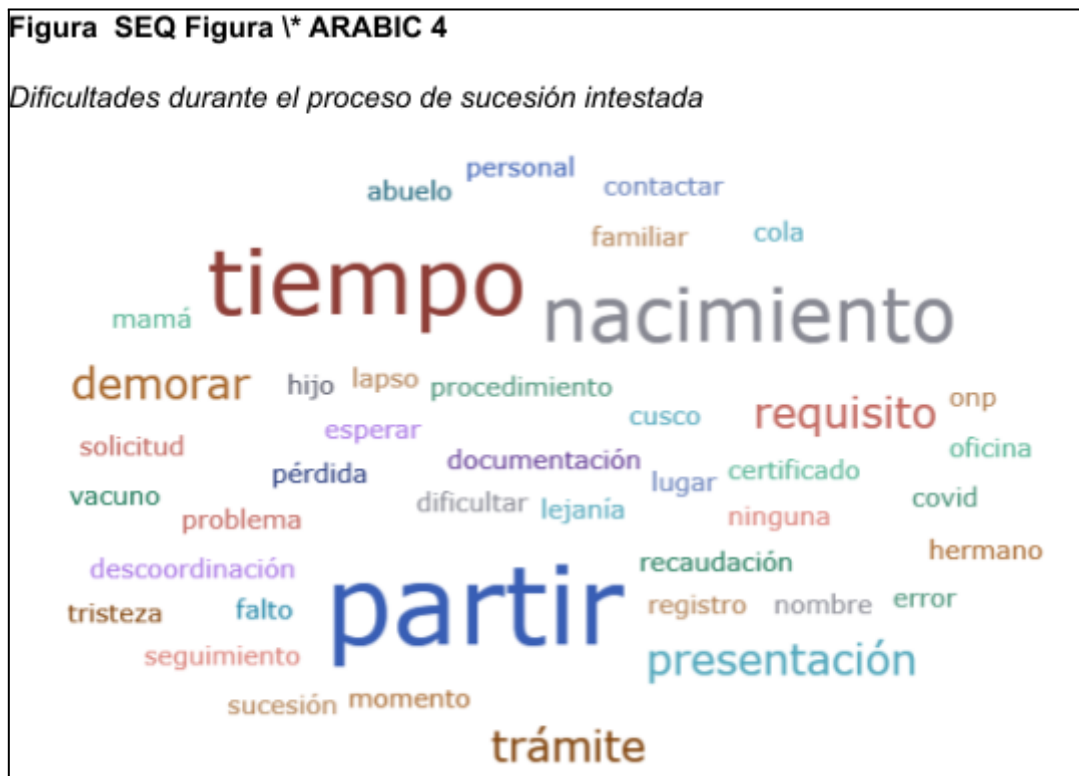 Figura SEQ Figura \* ARABIC 4
Dificultades durante el proceso de sucesión intestada
personal
abuelo
contactar
familiar
cola
tiempo
nacimiento
mamá
demorar
hijo
lapso
procedimiento
onp
cusco
requisito
esperar
solicitud
oficina
documentación
pérdida
lugar
certificado
vacuno
dificultar
lejanía
covid
problema
ninguna
hermano
recaudación
descoordinación
partir
tristeza
falto
registro
nombre
error
seguimiento
presentación
sucesión
momento
trámite